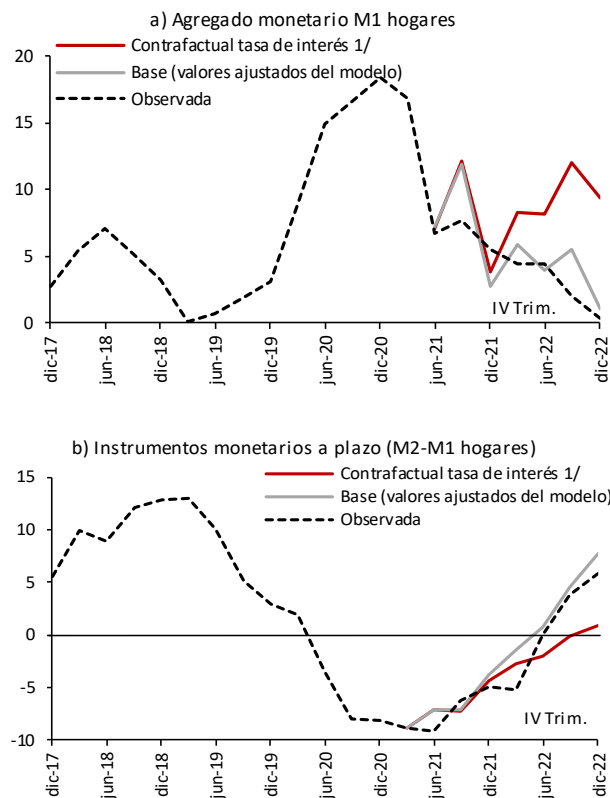 a) Agregado monetario M1 hogares
Contrafactual tasa de interés 1/
Base (valores ajustados del modelo)
Observada
20
15
10
5
0
IV Trim.
dic-17
jun-18
dic-18
jun-19
dic-19
jun-20
dic-20
jun-21
dic-21
jun-22
dic-22
b) Instrumentos monetarios a plazo (M2-M1 hogares)
Contrafactual tasa de interés 1/
Base (valores ajustados del modelo)
Observada
15
10
5
0
-5
-10
IV Trim.
dic-17
jun-18
dic-18
jun-19
dic-19
jun-20
dic-20
jun-21
dic-21
jun-22
dic-22